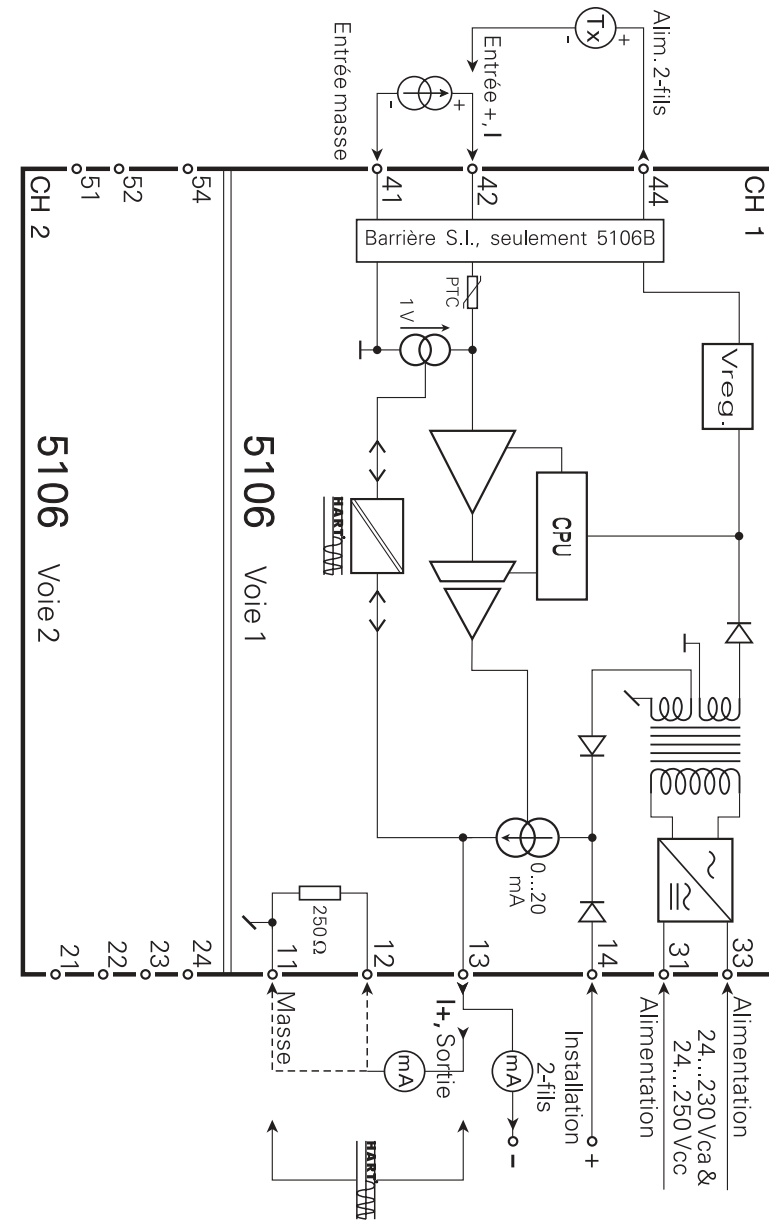 Alim. 2-fils
Tx
+
-
Entrée +, I
+
-
Entrée masse
CH 1
44
42
41
54
52
51
CH 2
Barrière S.I., seulement 5106B
PTC
1 V
Vreg.
CPU
HART
5106 Voie 1
5106 Voie 2
0...20
mA
250 Ω
33
31
14
13
12
11
24
23
22
21
Alimentation
24...230 Vca &
24...250 Vcc
Alimentation
+
Installation
2-fils
-
mA
I+, Sortie
mA
Masse
HART